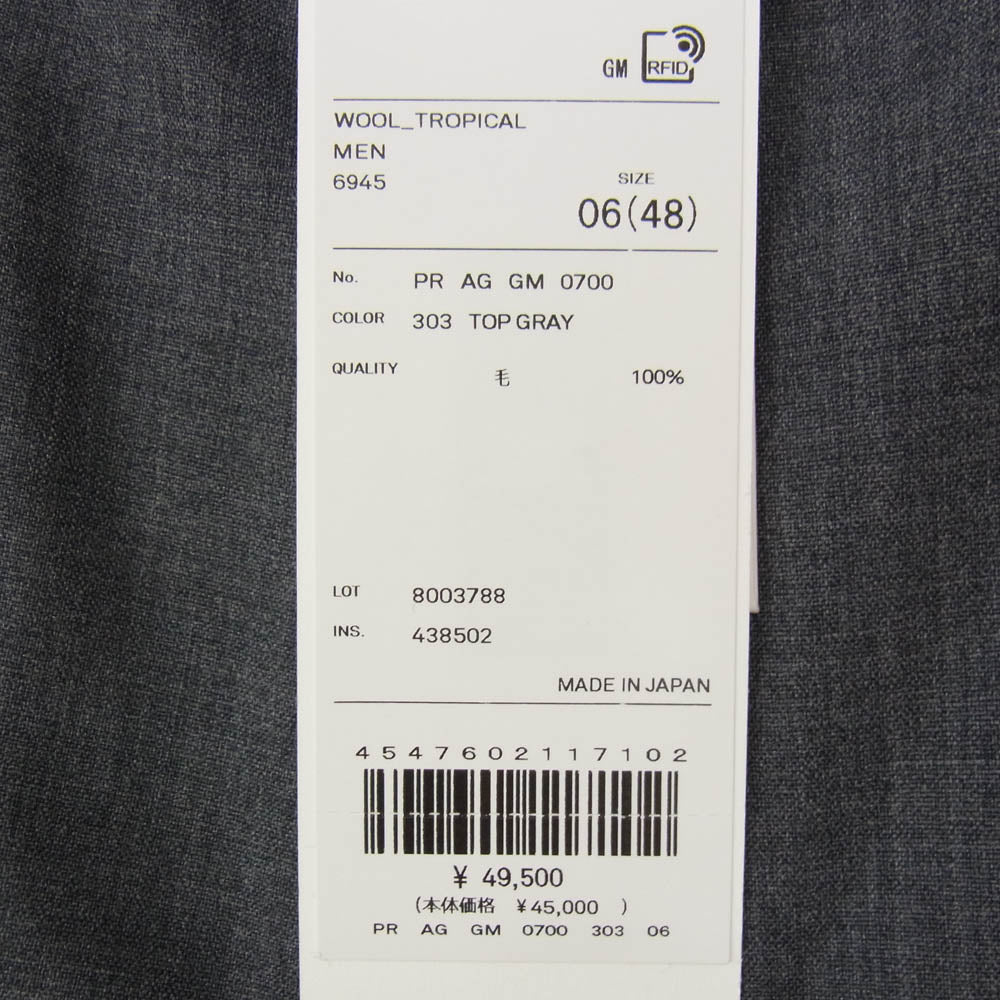 GM RFID
WOOL_TROPICAL
MEN
6945
SIZE
06(48)
No. PR AG GM 0700
COLOR 303 TOP GRAY
QUALITY 毛 100%
LOT 8003788
INS. 438502
MADE IN JAPAN
4547602117102
¥ 49,500
(本体価格 ¥45,000 )
PR AG GM 0700 303 06